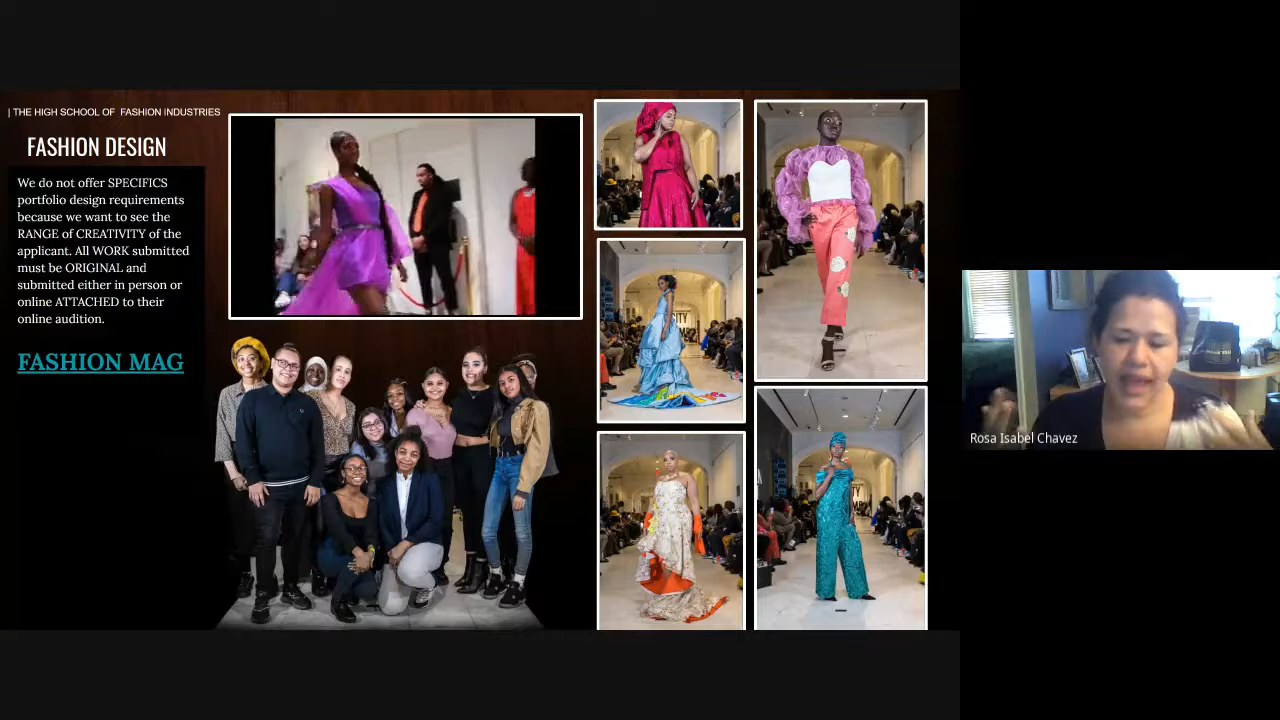 | THE HIGH SCHOOL OF FASHION INDUSTRIES
FASHION DESIGN
We do not offer SPECIFICS
portfolio design requirements
because we want to see the
RANGE of CREATIVITY of the
applicant. All WORK submitted
must be ORIGINAL and
submitted either in person or
online ATTACHED to their
online audition.
FASHION MAG
Rosa Isabel Chavez